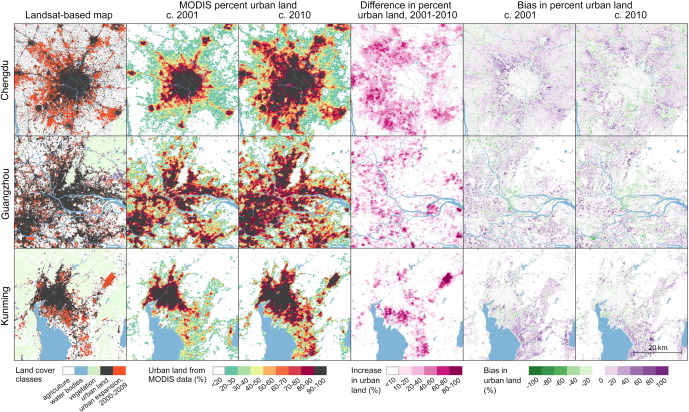 Landsat-based map
MODIS percent urban land
c. 2001
c. 2010
Difference in percent
urban land, 2001-2010
Bias in percent urban land
c. 2001
c. 2010
Chengdu
Guangzhou
Kunming
20 km
Land cover
classes
agriculture
water bodies
vegetation
urban land
urban expansion,
2000-2009
Urban land from
MODIS data (%)
<20
20-30
30-40
40-50
50-60
60-70
70-80
80-90
90-100
Increase
in urban
land (%)
<10
10-20
20-40
40-60
60-80
80-100
Bias in
urban land
(%)
-100
-80
-60
-40
-20
0
20
40
60
80
100